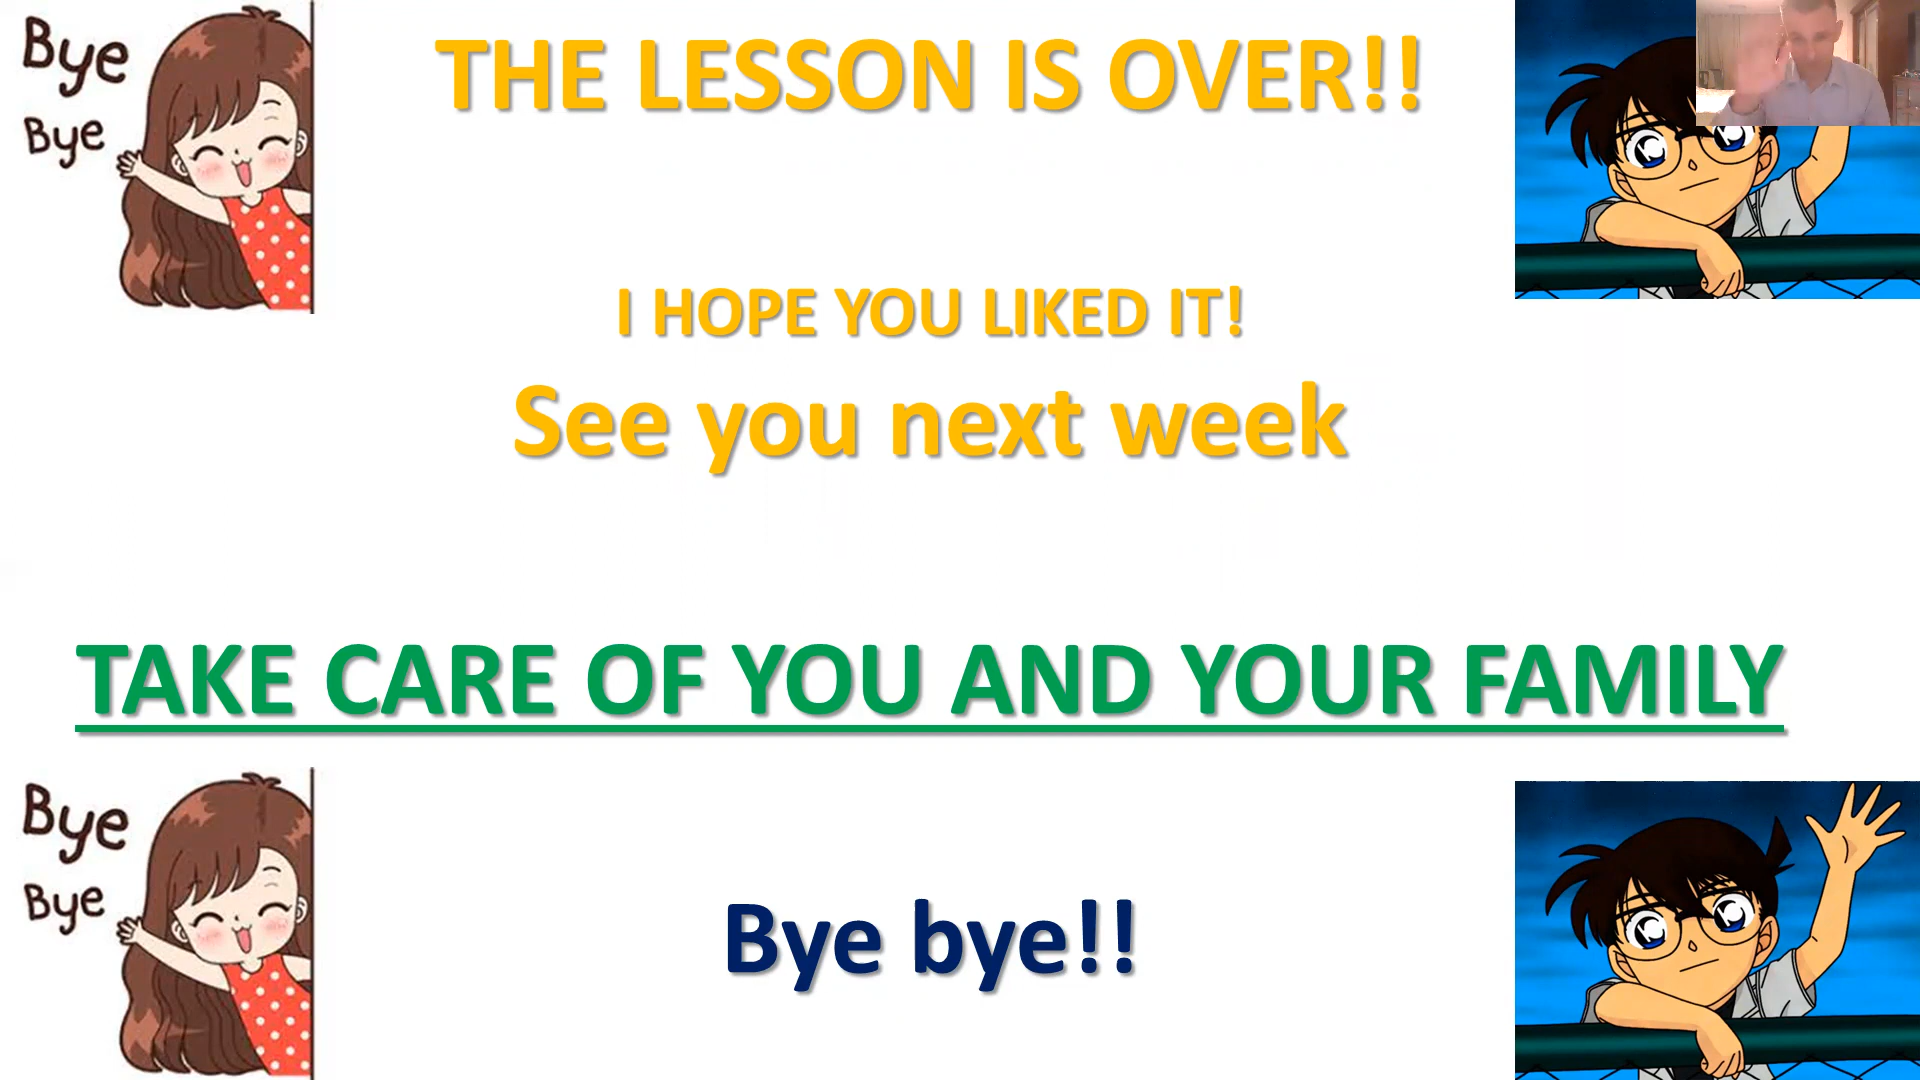 Bye
Bye
THE LESSON IS OVER!!
I HOPE YOU LIKED IT!
See you next week
TAKE CARE OF YOU AND YOUR FAMILY
Bye
Bye
Bye bye!!